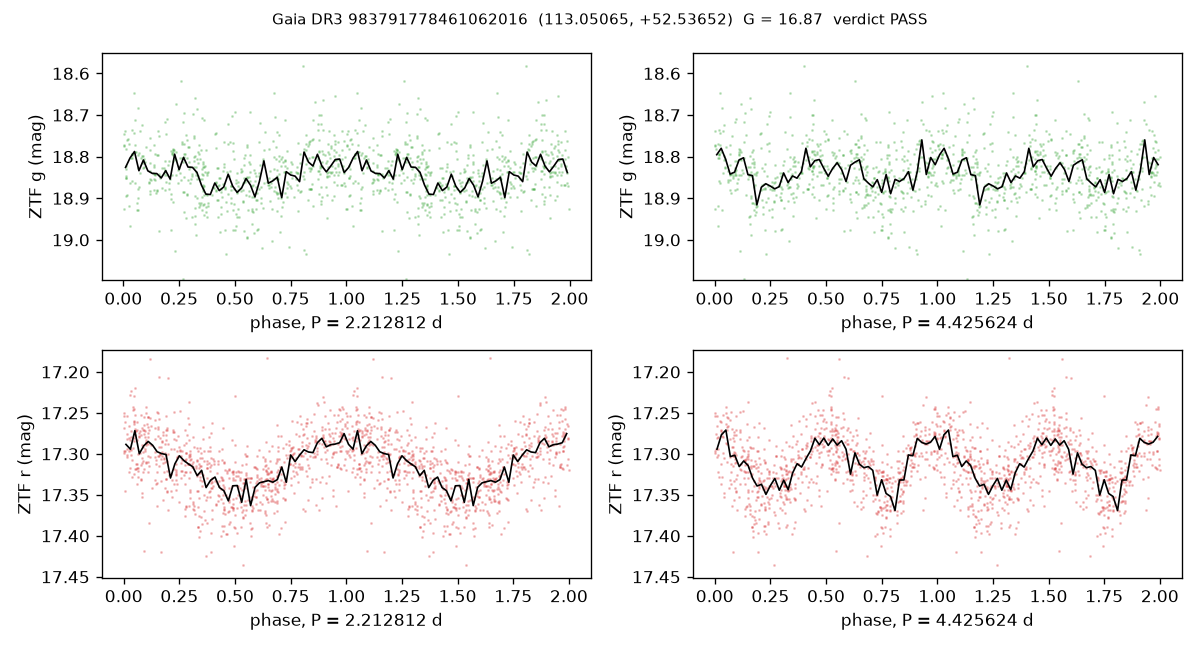 Gaia DR3 983791778461062016  (113.05065, +52.53652)  G = 16.87  verdict PASS
ZTF g (mag)
18.6
18.7
18.8
18.9
19.0
0.00 0.25 0.50 0.75 1.00 1.25 1.50 1.75 2.00
phase, P = 2.212812 d
ZTF g (mag)
18.6
18.7
18.8
18.9
19.0
0.00 0.25 0.50 0.75 1.00 1.25 1.50 1.75 2.00
phase, P = 4.425624 d
ZTF r (mag)
17.20
17.25
17.30
17.35
17.40
17.45
0.00 0.25 0.50 0.75 1.00 1.25 1.50 1.75 2.00
phase, P = 2.212812 d
ZTF r (mag)
17.20
17.25
17.30
17.35
17.40
17.45
0.00 0.25 0.50 0.75 1.00 1.25 1.50 1.75 2.00
phase, P = 4.425624 d